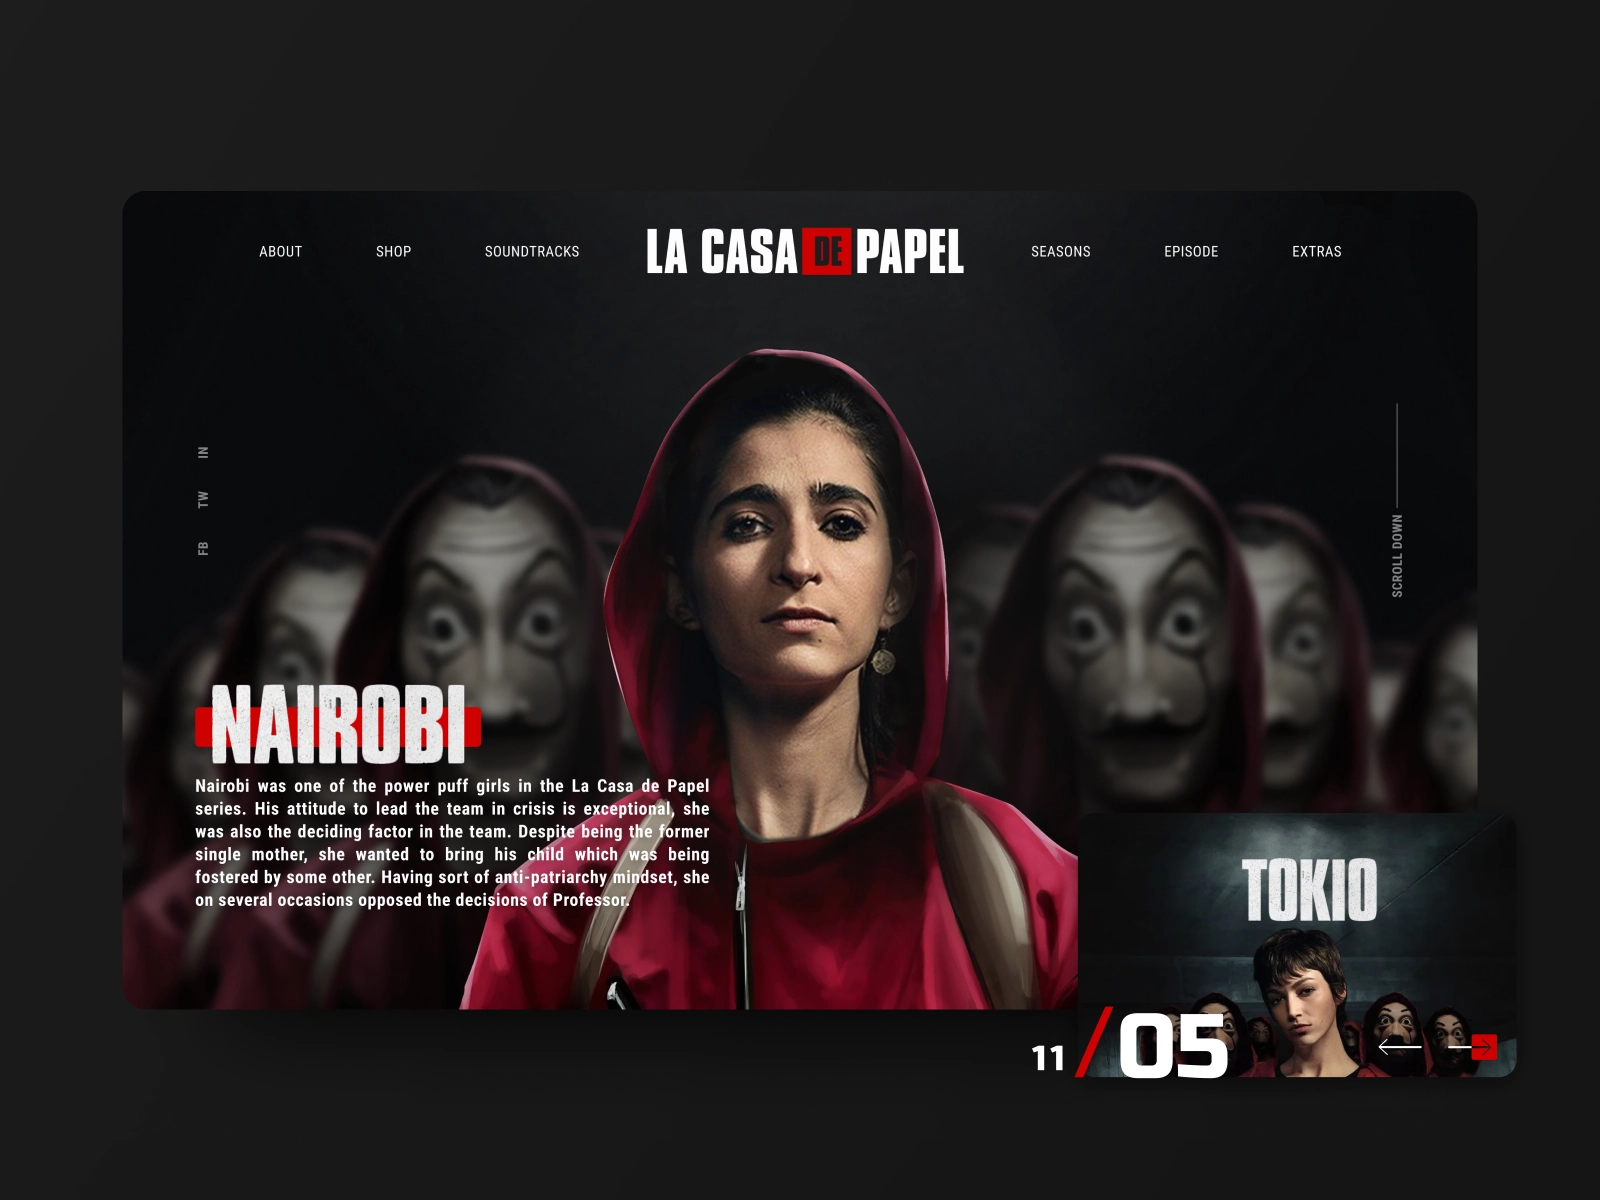 ABOUT SHOP SOUNDTRACKS LA CASA DE PAPEL SEASONS EPISODE EXTRAS
IN
TW
FB
SCROLL DOWN
NAIROBI
Nairobi was one of the power puff girls in the La Casa de Papel
series. His attitude to lead the team in crisis is exceptional, she
was also the deciding factor in the team. Despite being the former
single mother, she wanted to bring his child which was being
fostered by some other. Having sort of anti-patriarchy mindset, she
on several occasions opposed the decisions of Professor.
TOKIO
11/05